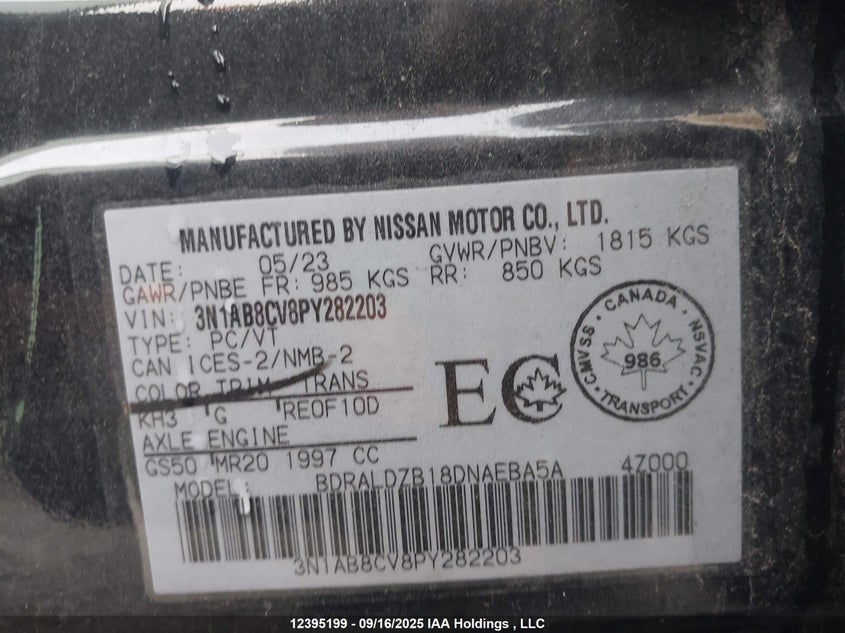 MANUFACTURED BY NISSAN MOTOR CO., LTD.
DATE: 05/23 GVWR/PNBV: 1815 KGS
GAWR/PNBE FR: 985 KGS RR: 850 KGS
VIN: 3N1AB8CV8PY282203
TYPE: PC/VT
CAN ICES-2/NMB-2
COLOR TRIM TRANS
KH3 G RE0F10D
AXLE ENGINE
GS50 MR20 1997 CC
EC
CANADA
CMVSS 986 NSVAC
TRANSPORT
MODEL: BDRALDZB18DNAEBA5A 47000
3N1AB8CV8PY282203
12395199 - 09/16/2025 IAA Holdings , LLC